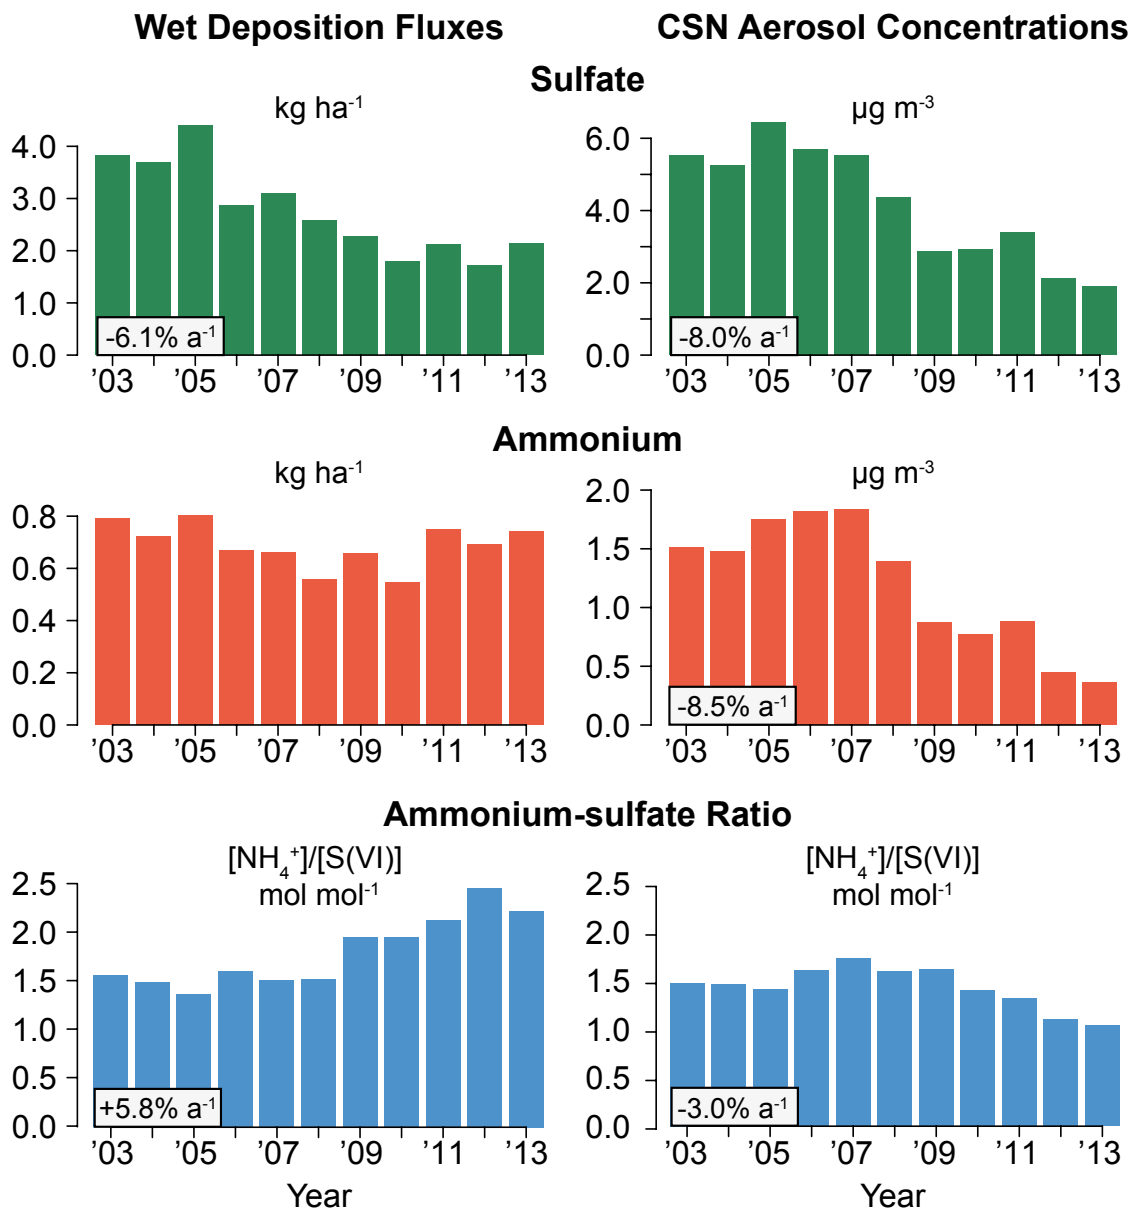 Wet Deposition Fluxes CSN Aerosol Concentrations
Sulfate
kg ha⁻¹ µg m⁻³
4.0
3.0
2.0
1.0
0.0
-6.1% a⁻¹
’03 ’05 ’07 ’09 ’11 ’13
6.0
4.0
2.0
0.0
-8.0% a⁻¹
’03 ’05 ’07 ’09 ’11 ’13
Ammonium
kg ha⁻¹ µg m⁻³
0.8
0.6
0.4
0.2
0.0
’03 ’05 ’07 ’09 ’11 ’13
2.0
1.5
1.0
0.5
0.0
-8.5% a⁻¹
’03 ’05 ’07 ’09 ’11 ’13
Ammonium-sulfate Ratio
[NH₄⁺]/[S(VI)] [NH₄⁺]/[S(VI)]
mol mol⁻¹ mol mol⁻¹
2.5
2.0
1.5
1.0
0.5
0.0
+5.8% a⁻¹
’03 ’05 ’07 ’09 ’11 ’13
Year
2.5
2.0
1.5
1.0
0.5
0.0
-3.0% a⁻¹
’03 ’05 ’07 ’09 ’11 ’13
Year